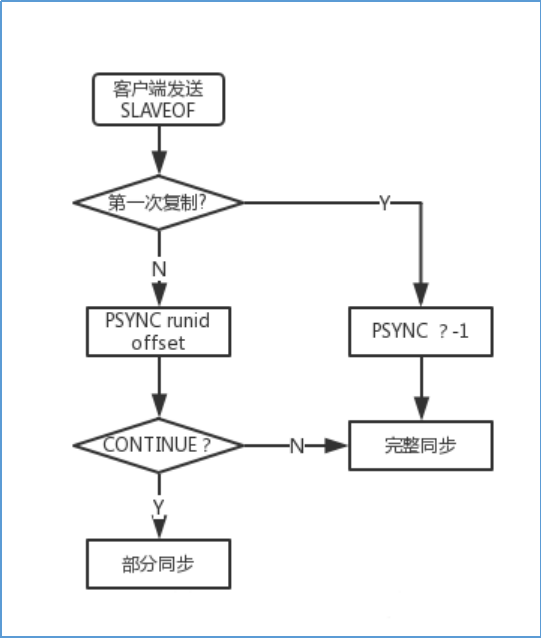 客户端发送
SLAVEOF
第一次复制?
Y
N
PSYNC runid
offset
PSYNC ? -1
CONTINUE ?
N
完整同步
Y
部分同步